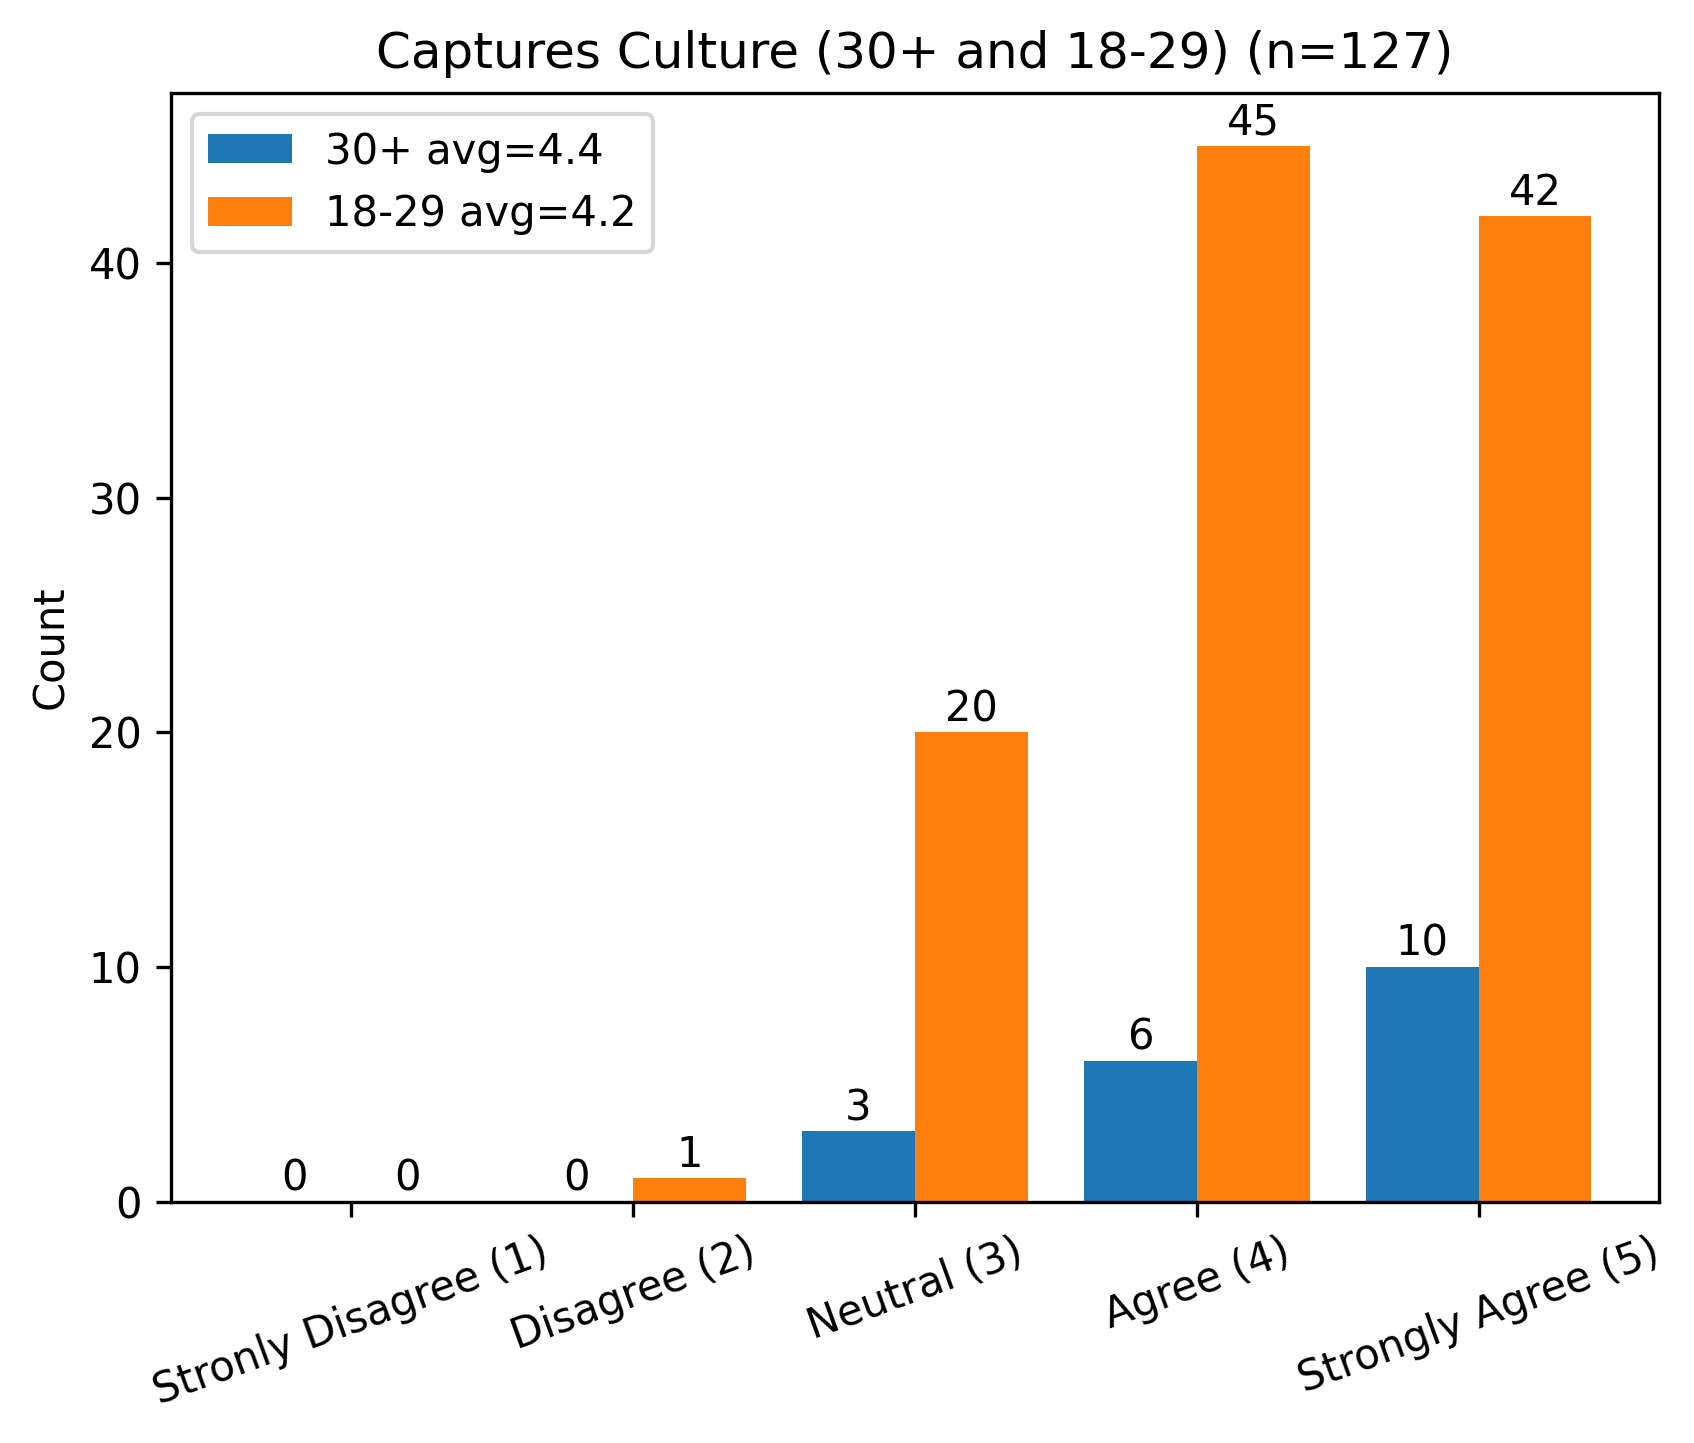 Captures Culture (30+ and 18-29) (n=127)
30+ avg=4.4
18-29 avg=4.2
Count
40
30
20
10
0
0
0
0
1
3
20
6
45
10
42
Stronly Disagree (1)
Disagree (2)
Neutral (3)
Agree (4)
Strongly Agree (5)